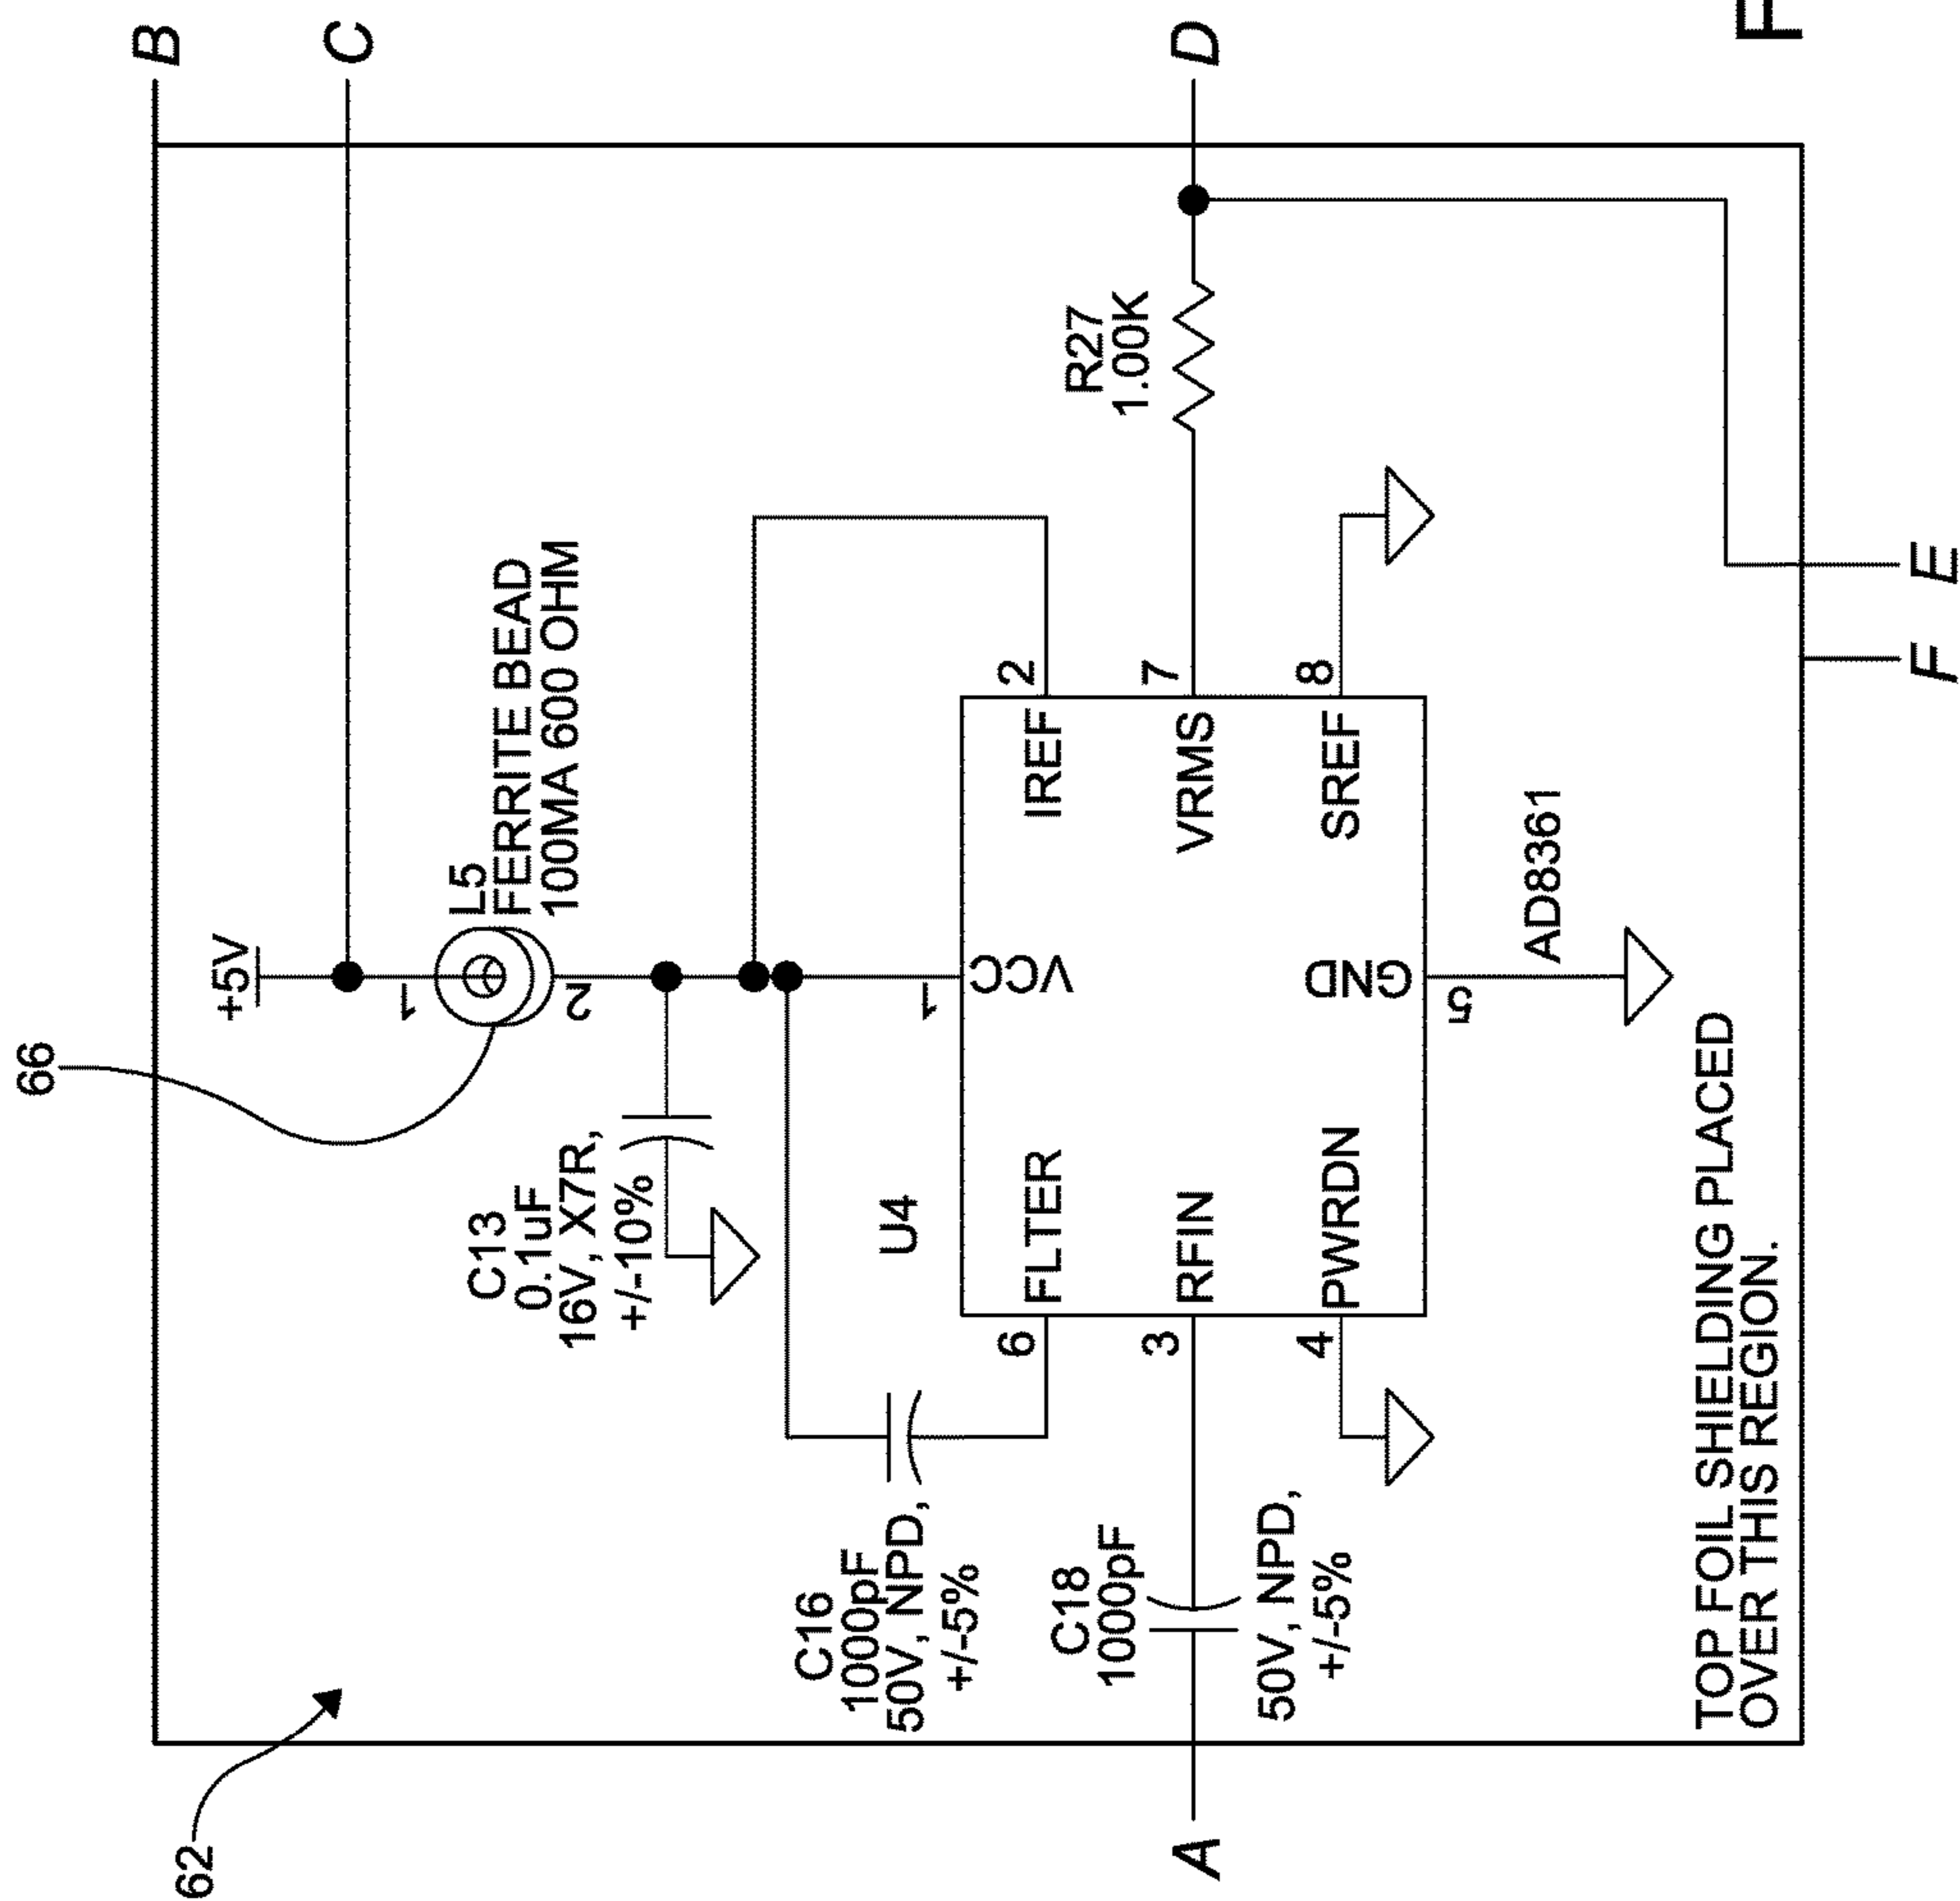 66
62
B
+5V
C
1
L5
FERRITE BEAD
100MA 600 OHM
2
C13
0.1uF
16V, X7R,
+/-10%
C16
1000pF
50V, NPD,
+/-5%
U4
1
VCC
6
FLTER
IREF
2
A
C18
1000pF
50V, NPD,
+/-5%
3
RFIN
VRMS
7
R27
1.00K
D
4
PWRDN
GND
5
SREF
8
AD8361
TOP FOIL SHIELDING PLACED
OVER THIS REGION.
F
E
F